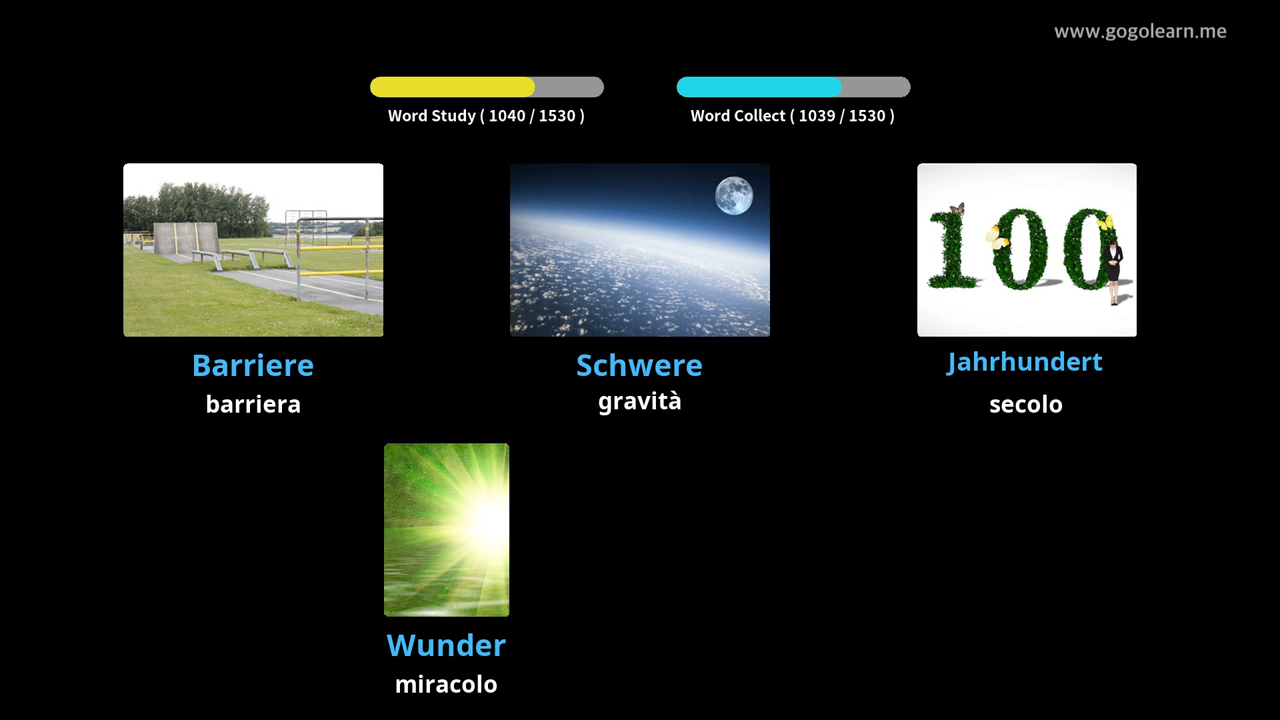 www.gogolearn.me
Word Study ( 1040 / 1530 )
Word Collect ( 1039 / 1530 )
100
Barriere
barriera
Schwere
gravità
Jahrhundert
secolo
Wunder
miracolo